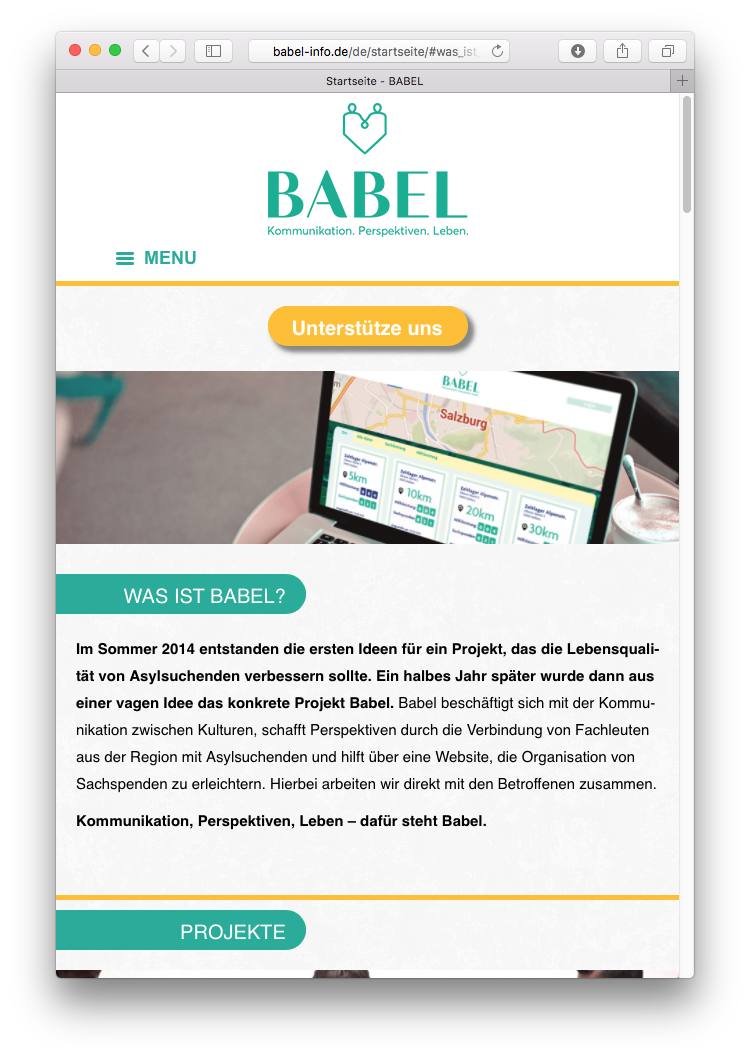 babel-info.de/de/startseite/#was_ist_
Startseite - BABEL
BABEL
Kommunikation. Perspektiven. Leben.
MENU
Unterstütze uns
BABEL
Salzburg
5km
10km
20km
30km
WAS IST BABEL?
Im Sommer 2014 entstanden die ersten Ideen für ein Projekt, das die Lebensquali-
tät von Asylsuchenden verbessern sollte. Ein halbes Jahr später wurde dann aus
einer vagen Idee das konkrete Projekt Babel. Babel beschäftigt sich mit der Kommu-
nikation zwischen Kulturen, schafft Perspektiven durch die Verbindung von Fachleuten
aus der Region mit Asylsuchenden und hilft über eine Website, die Organisation von
Sachspenden zu erleichtern. Hierbei arbeiten wir direkt mit den Betroffenen zusammen.
Kommunikation, Perspektiven, Leben – dafür steht Babel.
PROJEKTE